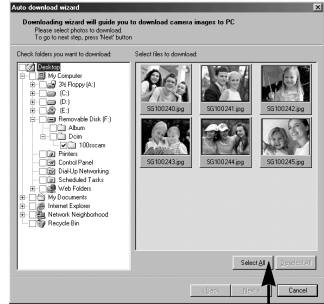 Auto download wizard
Downloading wizard will guide you to download camera images to PC
Please select photos to download.
To go to next step, press 'Next' button
Check folders you want to download:
Select files to download:
Desktop
My Computer
3½ Floppy (A:)
(C:)
(D:)
(E:)
Removable Disk (F:)
Album
Dcim
100sscam
Printers
Control Panel
Dial-Up Networking
Scheduled Tasks
Web Folders
My Documents
Internet Explorer
Network Neighborhood
Recycle Bin
SG100240.jpg SG100241.jpg SG100242.jpg
SG100243.jpg SG100244.jpg SG100245.jpg
Select All Deselect All
< Back Next > Cancel